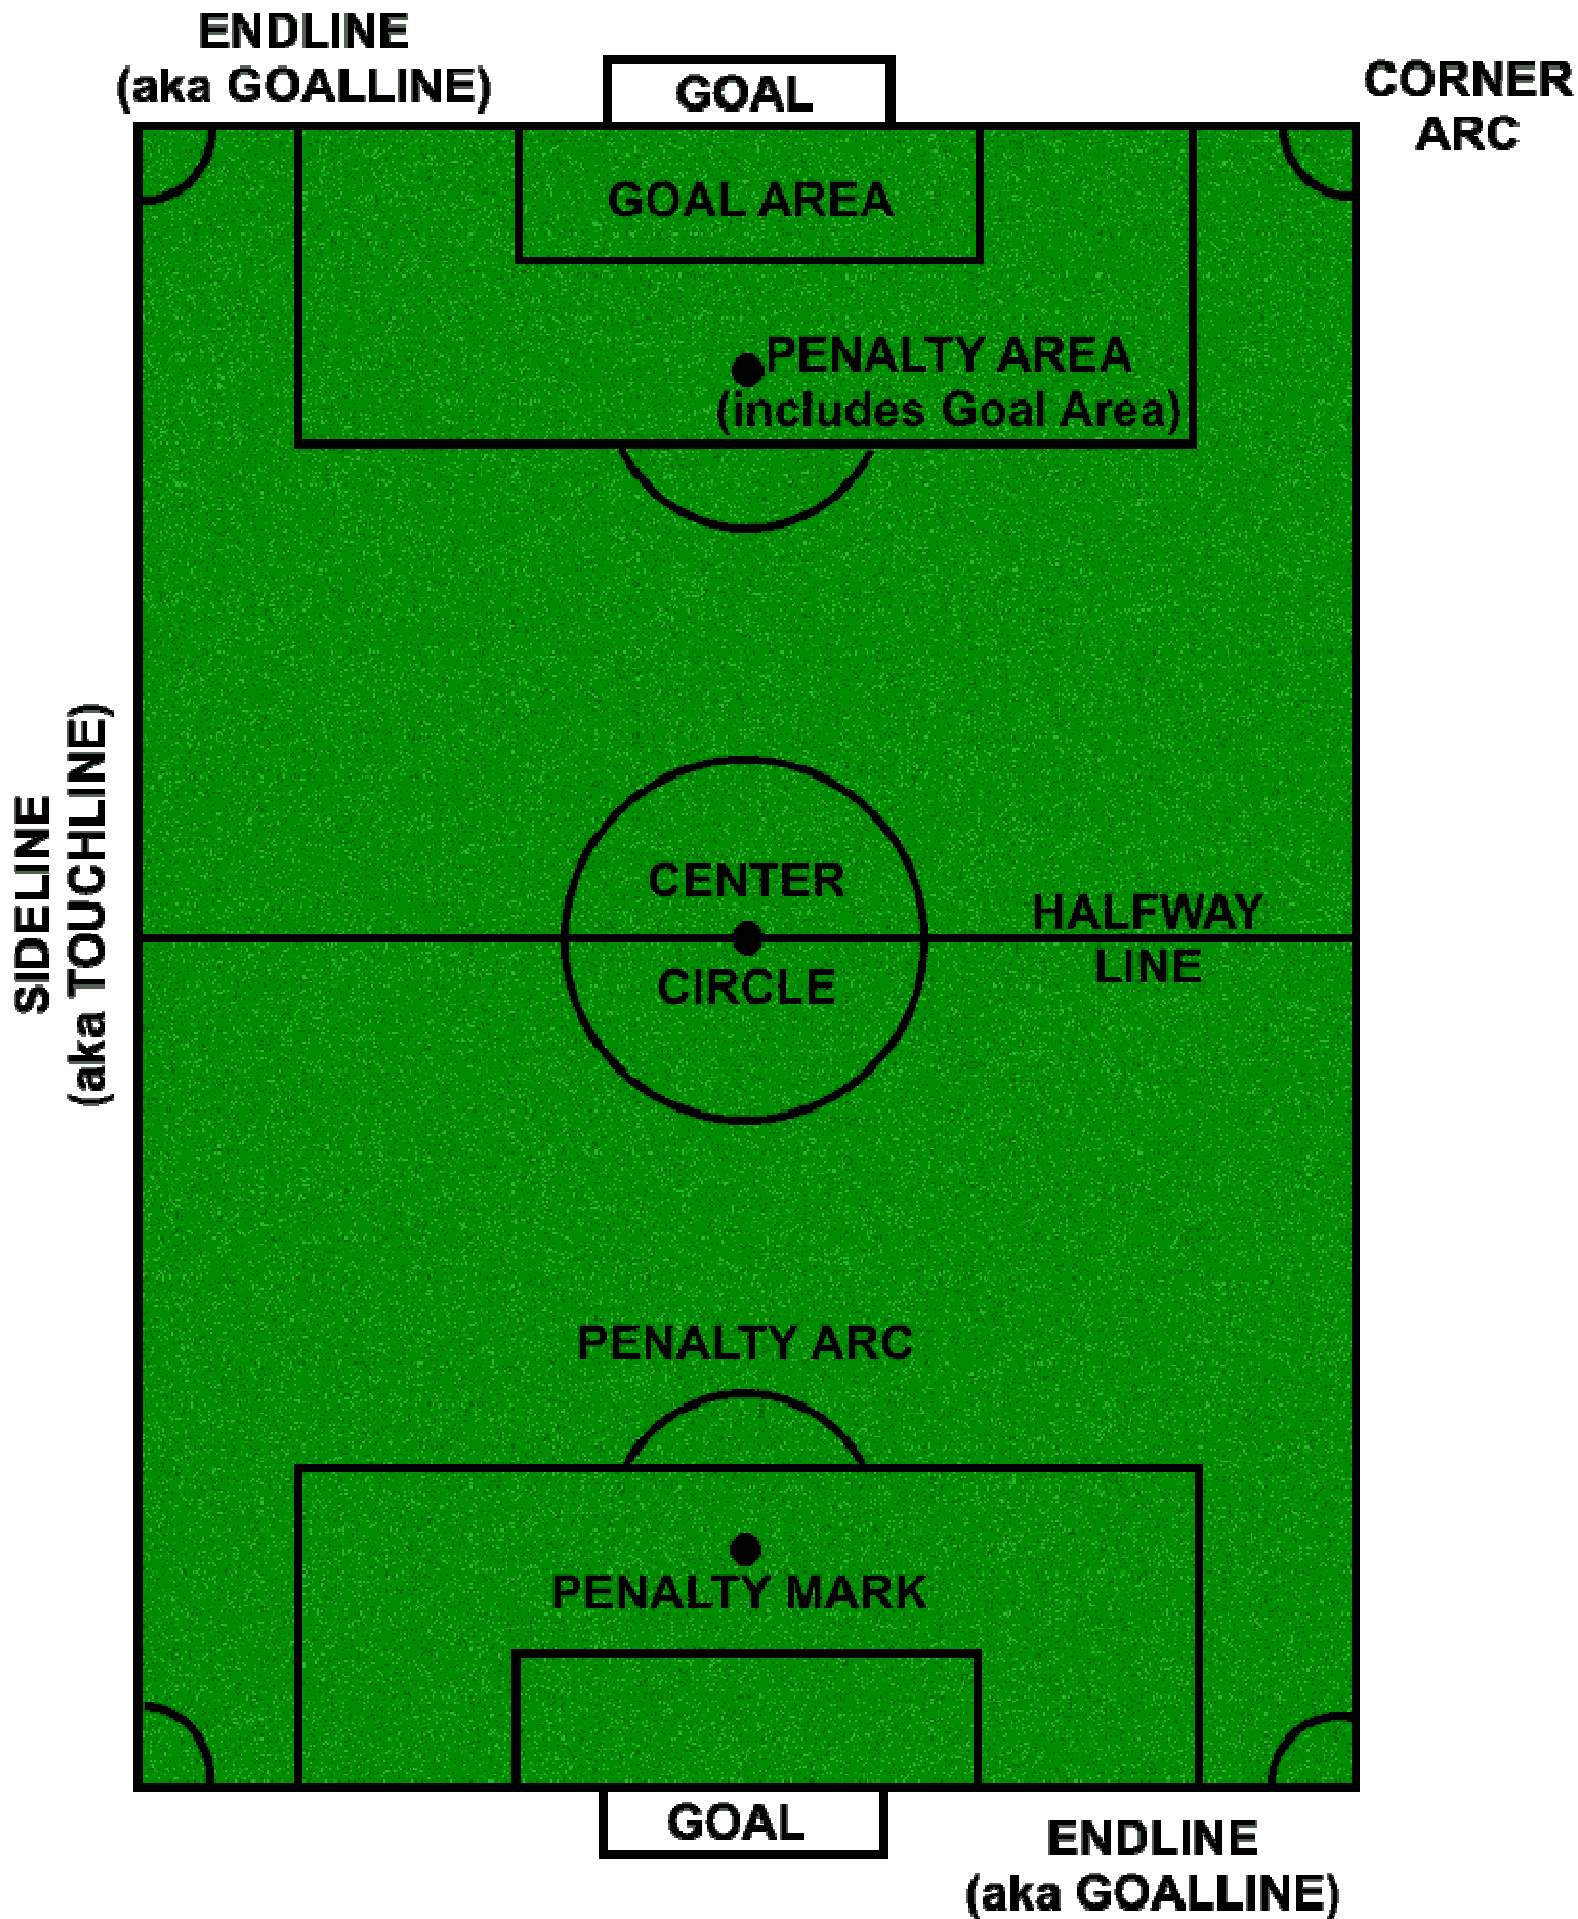 ENDLINE
(aka GOALLINE)
GOAL
CORNER
ARC
GOAL AREA
PENALTY AREA
(includes Goal Area)
SIDELINE
(aka TOUCHLINE)
CENTER
CIRCLE
HALFWAY
LINE
PENALTY ARC
PENALTY MARK
GOAL
ENDLINE
(aka GOALLINE)